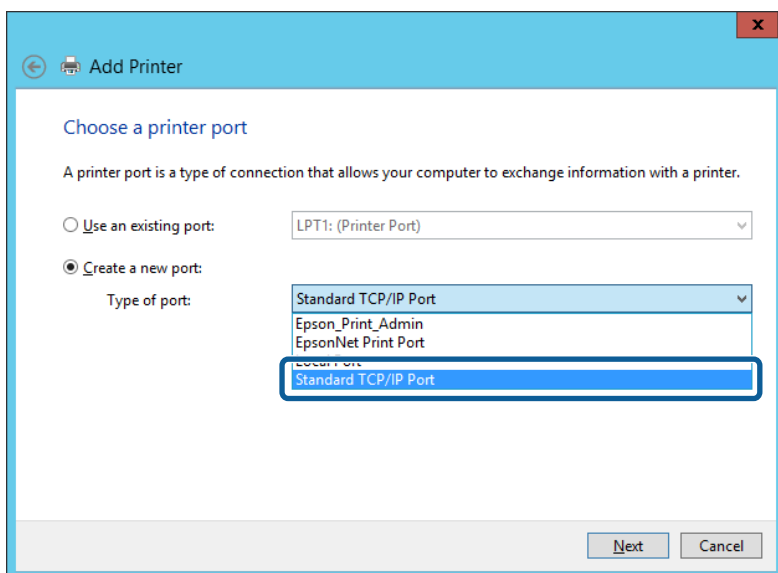 x
Add Printer
Choose a printer port
A printer port is a type of connection that allows your computer to exchange information with a printer.
Use an existing port: LPT1: (Printer Port)
Create a new port:
Type of port: Standard TCP/IP Port
Epson_Print_Admin
EpsonNet Print Port
Local Port
Standard TCP/IP Port
Next Cancel